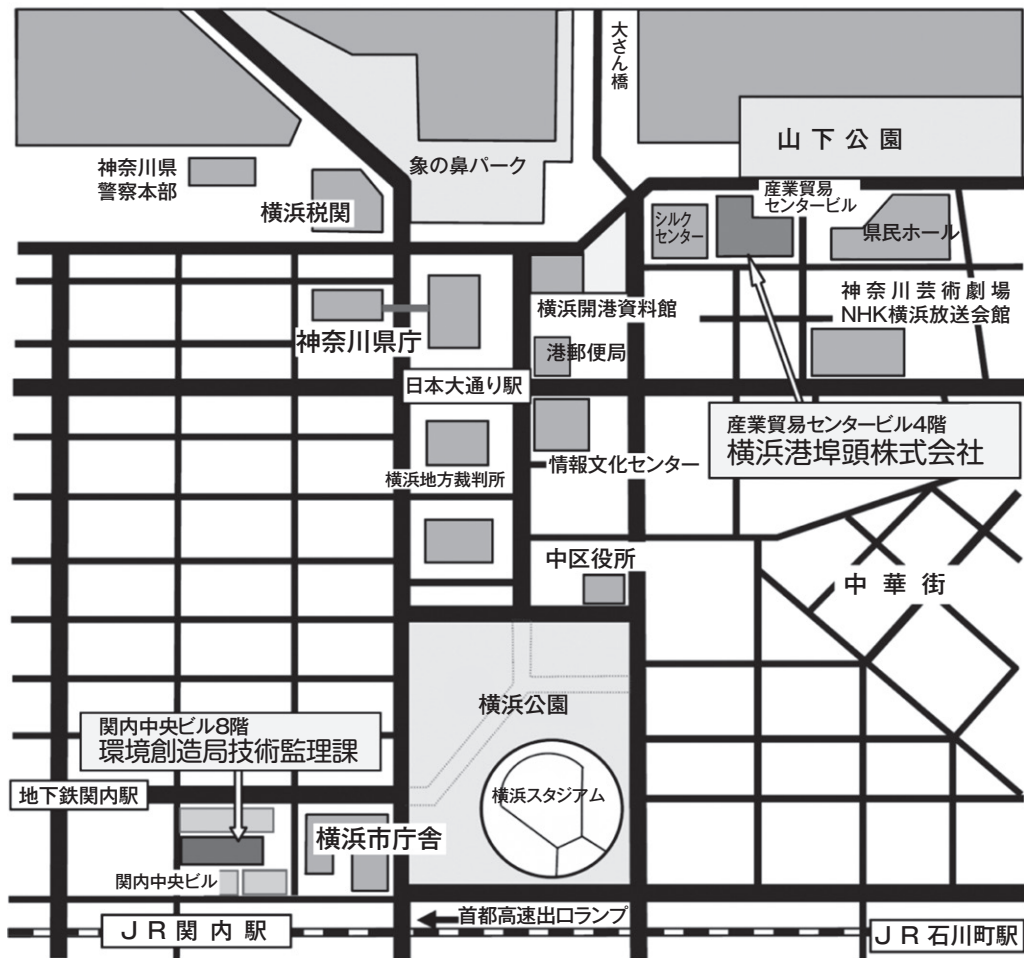 大さん橋
山下公園
神奈川県
警察本部
象の鼻パーク
横浜税関
産業貿易
センタービル
シルク
センター
県民ホール
神奈川芸術劇場
NHK横浜放送会館
横浜開港資料館
神奈川県庁
港郵便局
日本大通り駅
産業貿易センタービル4階
横浜港埠頭株式会社
情報文化センター
横浜地方裁判所
中区役所
中華街
横浜公園
関内中央ビル8階
環境創造局技術監理課
地下鉄関内駅
横浜スタジアム
横浜市庁舎
関内中央ビル
首都高速出口ランプ
JR関内駅
JR石川町駅